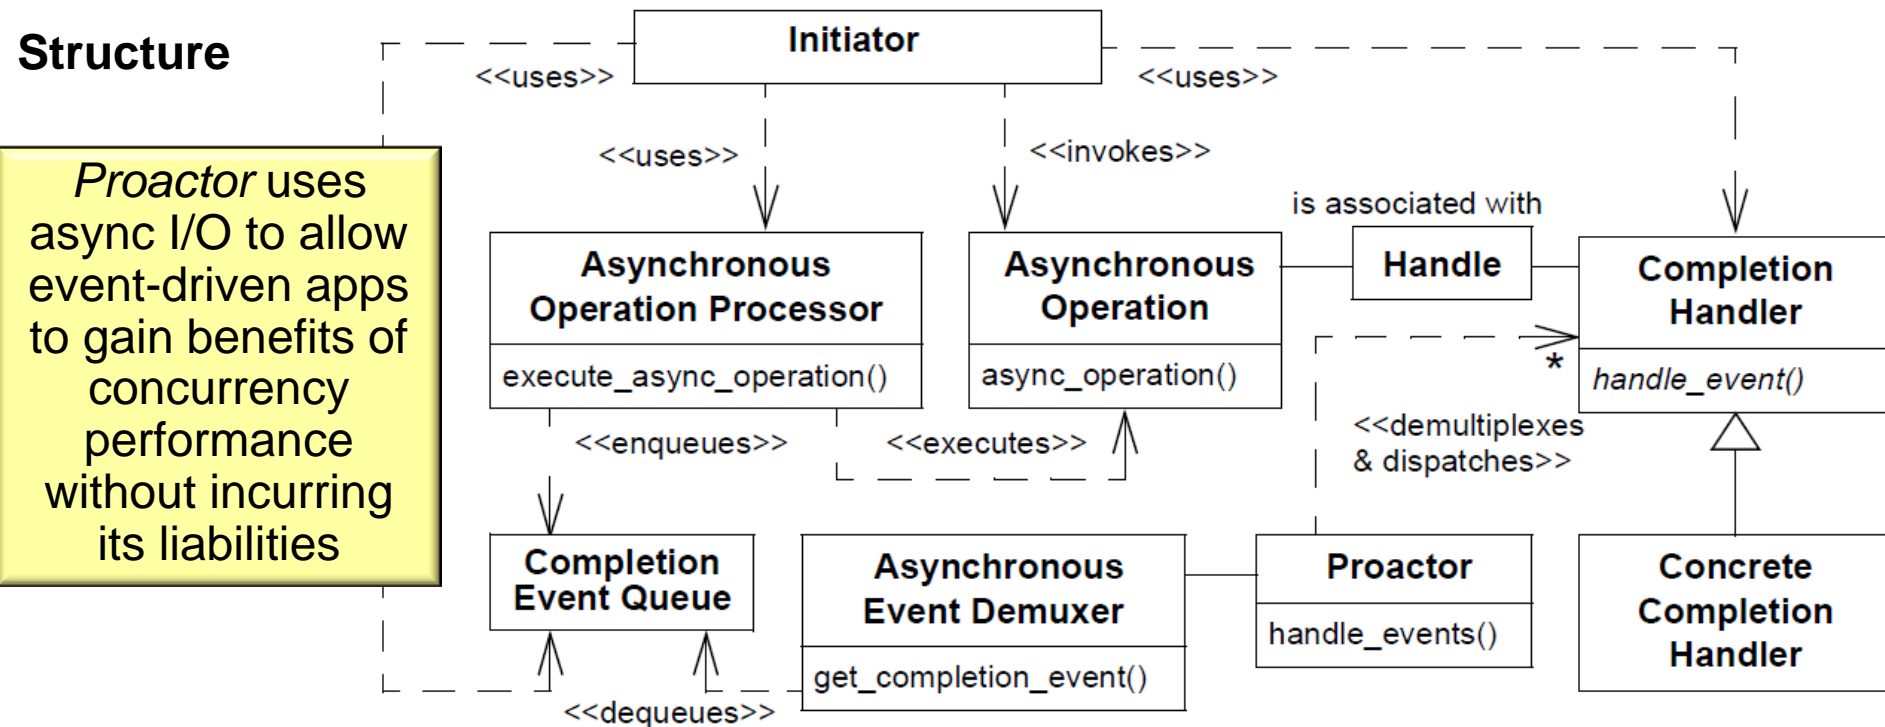 Structure
Initiator
<<uses>>
<<uses>>
<<uses>>
<<invokes>>
Proactor uses
async I/O to allow
event-driven apps
to gain benefits of
concurrency
performance
without incurring
its liabilities
is associated with
Asynchronous
Operation Processor
execute_async_operation()
Asynchronous
Operation
async_operation()
Handle
Completion
Handler
*
handle_event()
<<enqueues>>
<<executes>>
<<demultiplexes
& dispatches>>
Completion
Event Queue
Asynchronous
Event Demuxer
get_completion_event()
Proactor
handle_events()
Concrete
Completion
Handler
<<dequeues>>